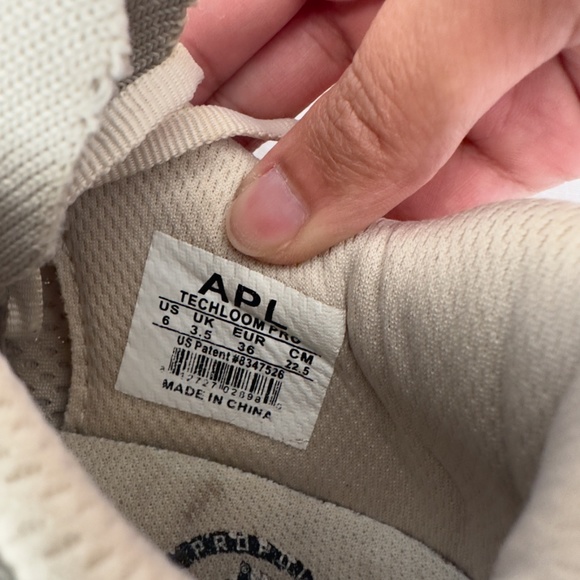 APL
TECHLOOM PRO
US UK EUR CM
6 3.5 36 22.5
US Patent #8347526
MADE IN CHINA
PROPU